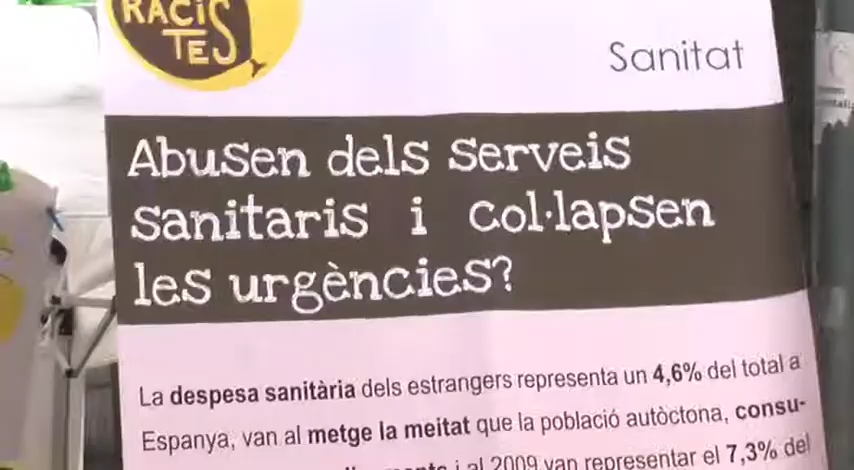 RACIS
TES
Sanitat
Abusen dels serveis
sanitaris i col·lapsen
les urgències?
La despesa sanitària dels estrangers representa un 4,6% del total a
Espanya, van al metge la meitat que la població autòctona, consu-
i al 2009 van representar el 7,3% del